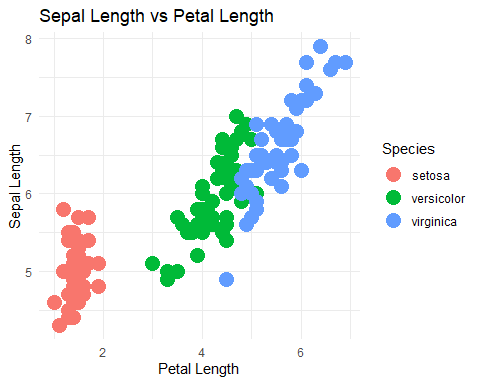 Sepal Length vs Petal Length
8
7
6
5
Sepal Length
2 4 6
Petal Length
Species
setosa
versicolor
virginica